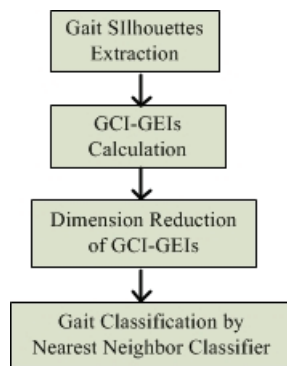 Gait SIlhouettes
Extraction
GCI-GEIs
Calculation
Dimension Reduction
of GCI-GEIs
Gait Classification by
Nearest Neighbor Classifier